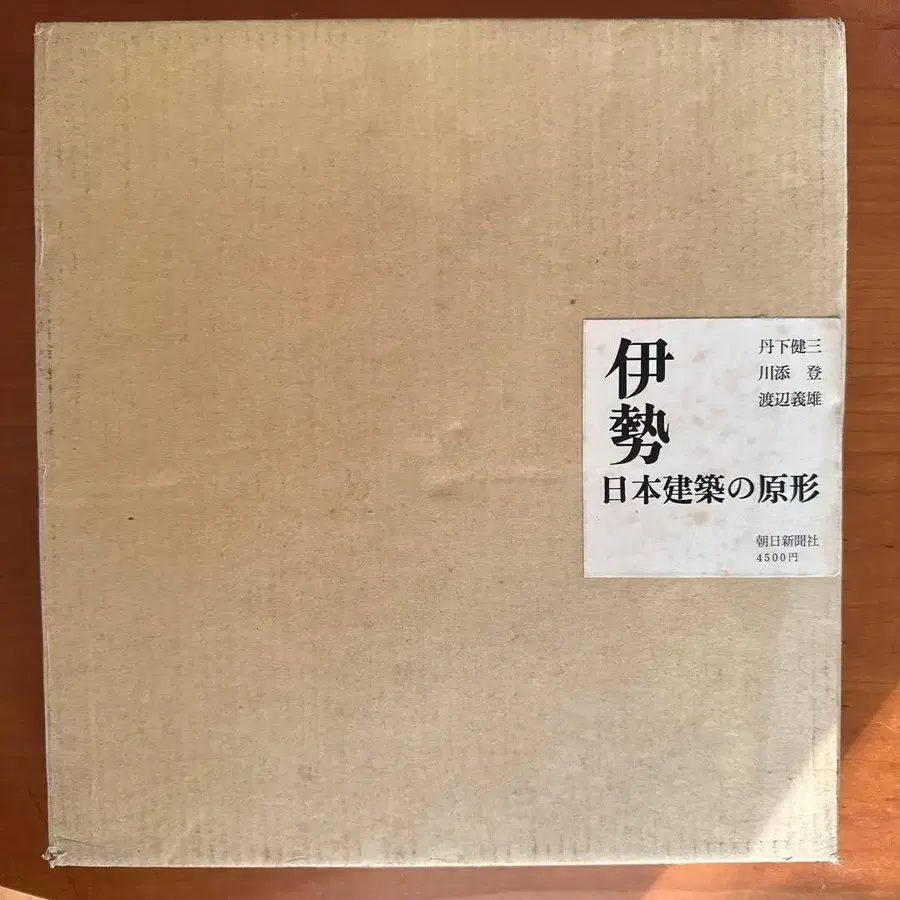 伊勢
日本建築の原形
丹下健三
川添 登
渡辺義雄
朝日新聞社
4500円